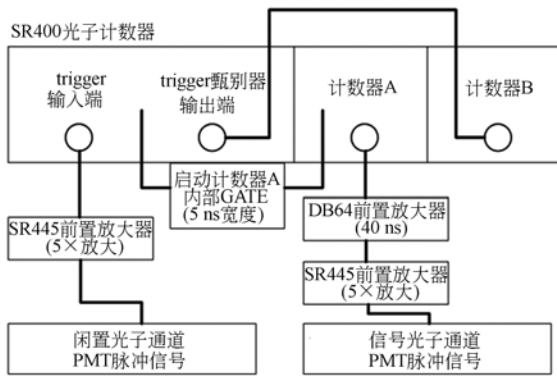 SR400光子计数器
trigger
输入端
trigger甄别器
输出端
计数器A
计数器B
启动计数器A
内部GATE
(5 ns宽度)
SR445前置放大器
(5×放大)
DB64前置放大器
(40 ns)
SR445前置放大器
(5×放大)
闲置光子通道
PMT脉冲信号
信号光子通道
PMT脉冲信号